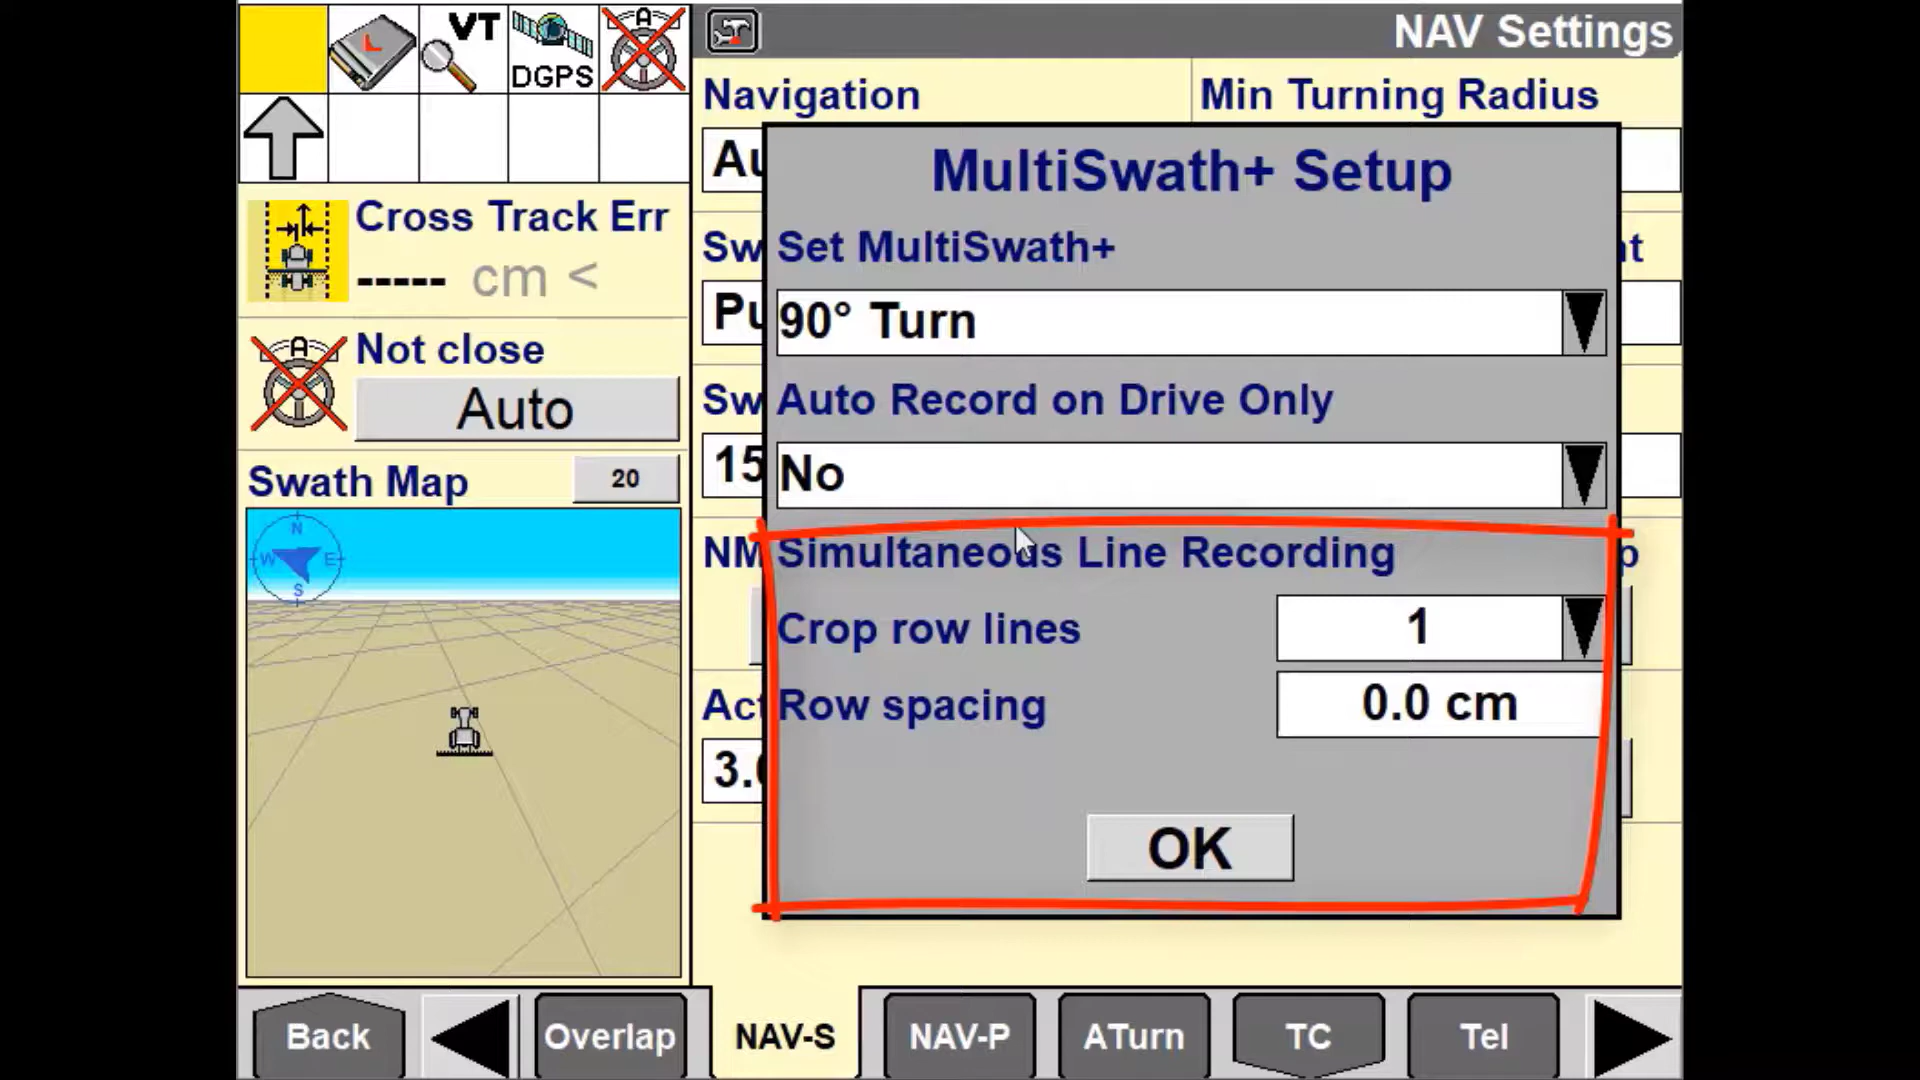 VT
DGPS
A
NAV Settings
Navigation
Min Turning Radius
Au
MultiSwath+ Setup
Cross Track Err
----- cm <
Sw
Set MultiSwath+
nt
Pu
90° Turn
A
Not close
Auto
Sw
Auto Record on Drive Only
15
No
Swath Map
20
N
W
E
S
NM
Simultaneous Line Recording
p
Crop row lines
1
Act
Row spacing
0.0 cm
3.0
OK
Back
Overlap
NAV-S
NAV-P
ATurn
TC
Tel